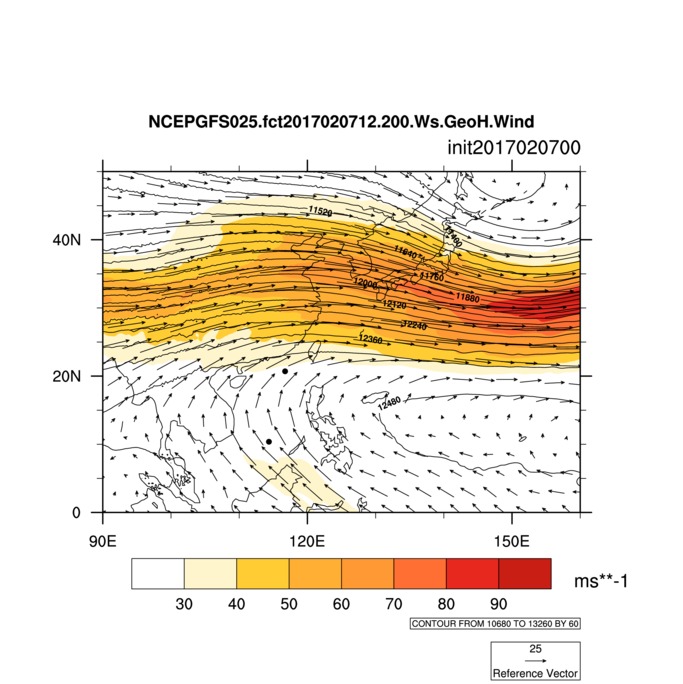 NCEPGFS025.fct2017020712.200.Ws.GeoH.Wind
init2017020700
11520
11400
40N
11640
11760
12000
11880
12120
12240
12360
20N
12480
0
90E 120E 150E
ms**-1
30 40 50 60 70 80 90
CONTOUR FROM 10680 TO 13260 BY 60
25
Reference Vector